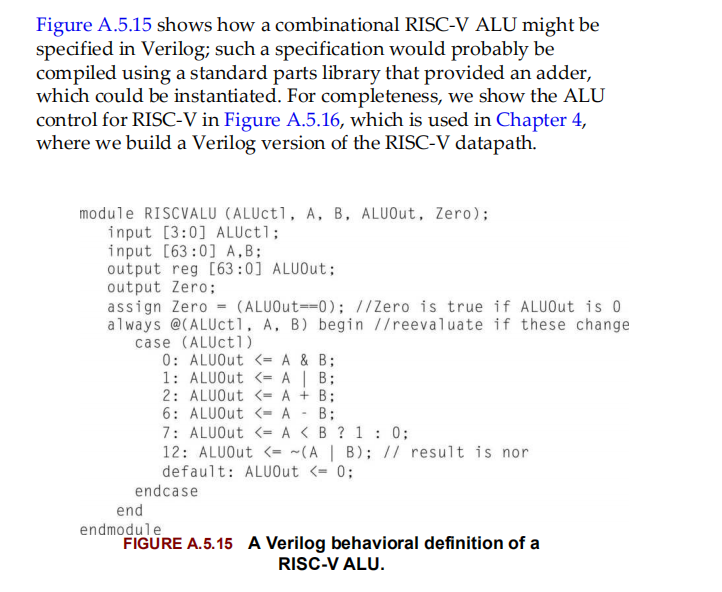 Figure A.5.15 shows how a combinational RISC-V ALU might be
specified in Verilog; such a specification would probably be
compiled using a standard parts library that provided an adder,
which could be instantiated. For completeness, we show the ALU
control for RISC-V in Figure A.5.16, which is used in Chapter 4,
where we build a Verilog version of the RISC-V datapath.
module RISCVALU (ALUctl, A, B, ALUOut, Zero);
input [3:0] ALUctl;
input [63:0] A,B;
output reg [63:0] ALUOut;
output Zero;
assign Zero = (ALUOut==0); //Zero is true if ALUOut is 0
always @(ALUctl, A, B) begin //reevaluate if these change
case (ALUctl)
0: ALUOut <= A & B;
1: ALUOut <= A | B;
2: ALUOut <= A + B;
6: ALUOut <= A - B;
7: ALUOut <= A < B ? 1 : 0;
12: ALUOut <= ~(A | B); // result is nor
default: ALUOut <= 0;
endcase
end
endmodule
FIGURE A.5.15 A Verilog behavioral definition of a
RISC-V ALU.